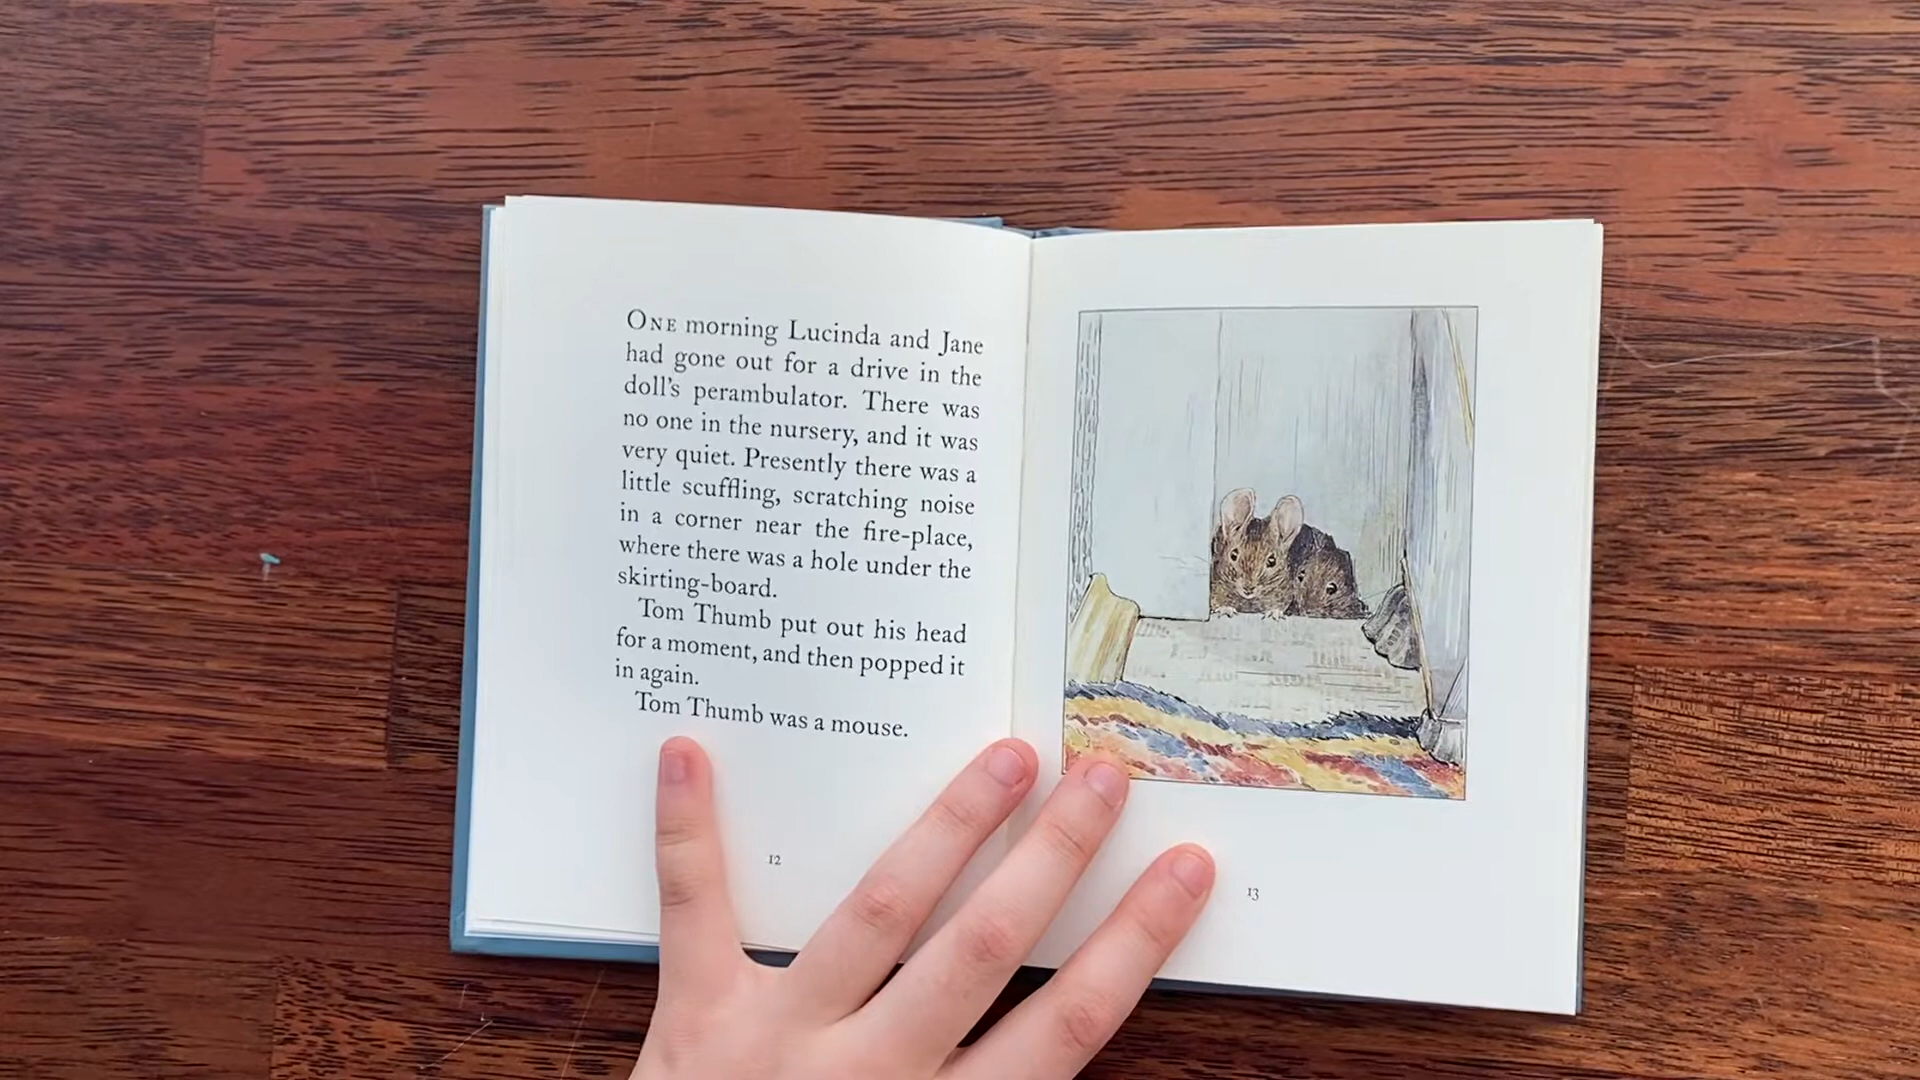 ONE morning Lucinda and Jane
had gone out for a drive in the
doll's perambulator. There was
no one in the nursery, and it was
very quiet. Presently there was a
little scuffling, scratching noise
in a corner near the fire-place,
where there was a hole under the
skirting-board.
Tom Thumb put out his head
for a moment, and then popped it
in again.
Tom Thumb was a mouse.
12
13